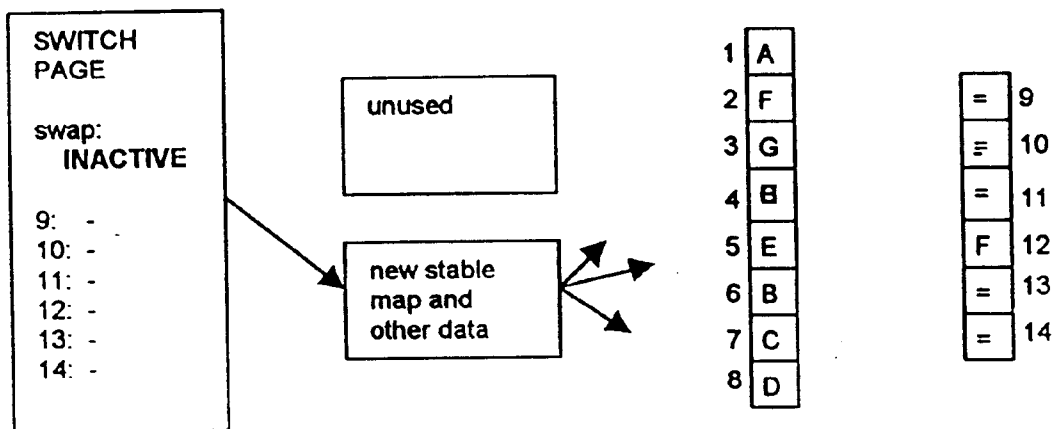 SWITCH
PAGE
swap:
INACTIVE
9: -
10: -
11: -
12: -
13: -
14: -
unused
new stable
map and
other data
1 A
2 F
3 G
4
5 E
6 B
7 C
8 D
= 9
= 10
= 11
F 12
= 13
= 14